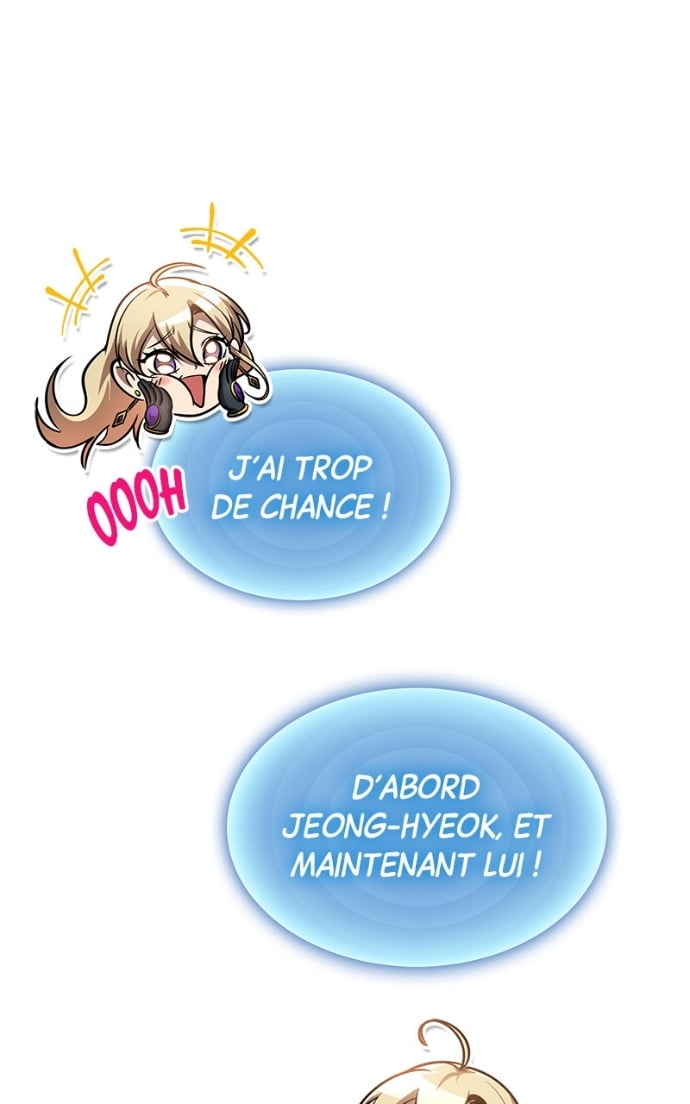 OOOH
J'AI TROP
DE CHANCE !
D'ABORD
JEONG-HYEOK, ET
MAINTENANT LUI !